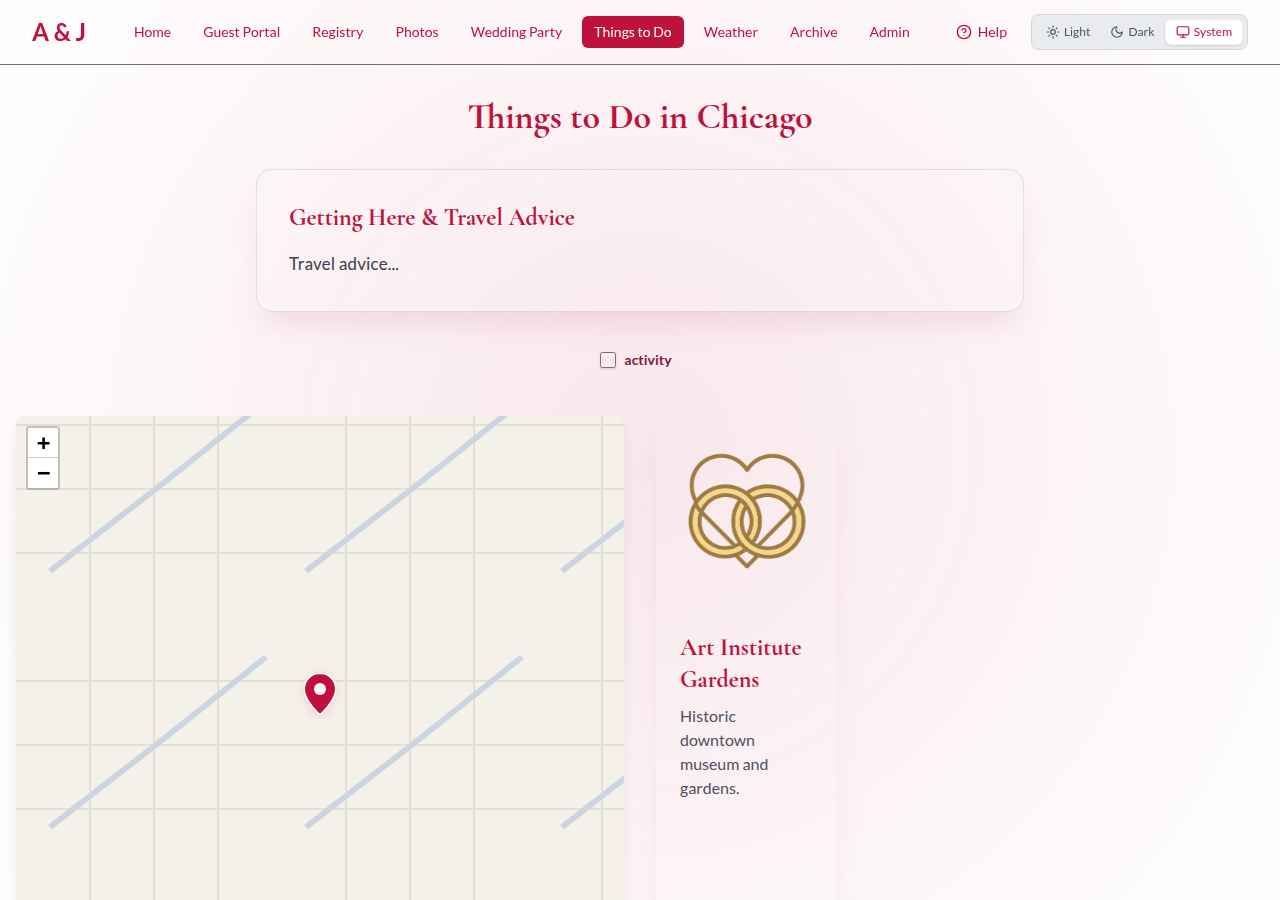 A & J
Home
Guest Portal
Registry
Photos
Wedding Party
Things to Do
Weather
Archive
Admin
Help
Light
Dark
System
Things to Do in Chicago
Getting Here & Travel Advice
Travel advice...
activity
+
−
Art Institute
Gardens
Historic
downtown
museum and
gardens.